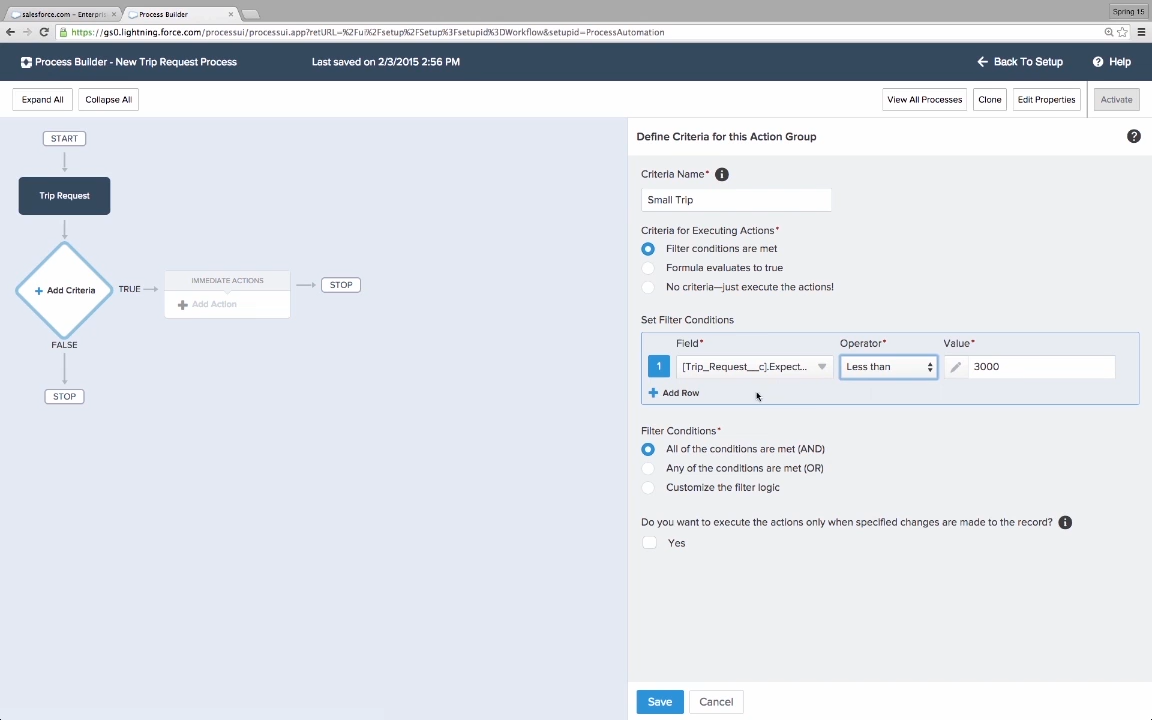 salesforce.com - Enterpris
Process Builder
Spring 15
https://gs0.lightning.force.com/processui/processui.app?retURL=%2Fui%2Fsetup%2FSetup%3Fsetupid%3DWorkflow&setupid=ProcessAutomation
Process Builder - New Trip Request Process
Last saved on 2/3/2015 2:56 PM
Back To Setup
Help
Expand All
Collapse All
View All Processes
Clone
Edit Properties
Activate
START
Trip Request
Add Criteria
TRUE
IMMEDIATE ACTIONS
Add Action
STOP
FALSE
STOP
Define Criteria for this Action Group
Criteria Name*
Small Trip
Criteria for Executing Actions*
Filter conditions are met
Formula evaluates to true
No criteria—just execute the actions!
Set Filter Conditions
Field* Operator* Value*
1 [Trip_Request__c].Expect... Less than 3000
Add Row
Filter Conditions*
All of the conditions are met (AND)
Any of the conditions are met (OR)
Customize the filter logic
Do you want to execute the actions only when specified changes are made to the record?
Yes
Save
Cancel